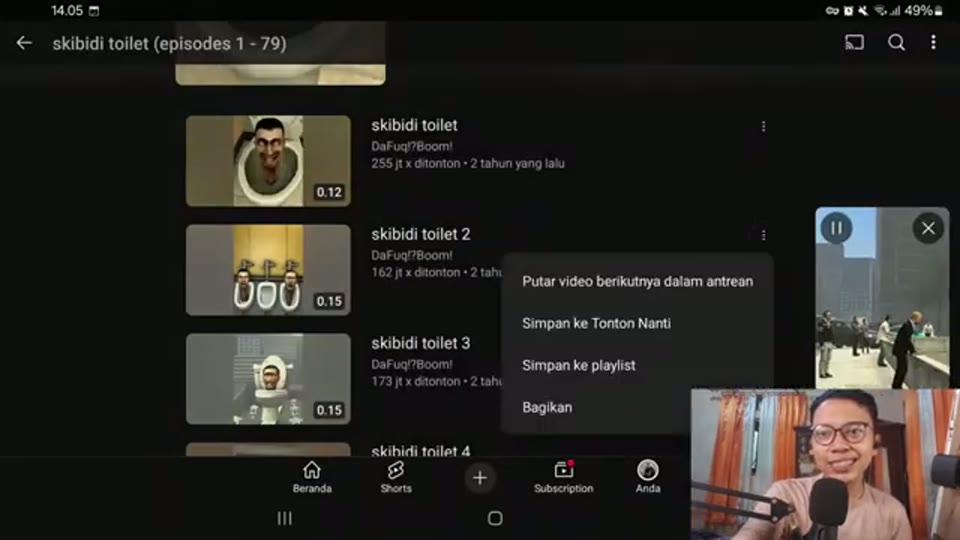 14.05
49%
skibidi toilet (episodes 1 - 79)
skibidi toilet
DaFuq!?Boom!
255 jt x ditonton • 2 tahun yang lalu
0.12
skibidi toilet 2
DaFuq!?Boom!
162 jt x ditonton • 2 tahu
0.15
Putar video berikutnya dalam antrean
Simpan ke Tonton Nanti
Simpan ke playlist
Bagikan
skibidi toilet 3
DaFuq!?Boom!
173 jt x ditonton • 2 tahu
0.15
skibidi toilet 4
Beranda
Shorts
Subscription
Anda